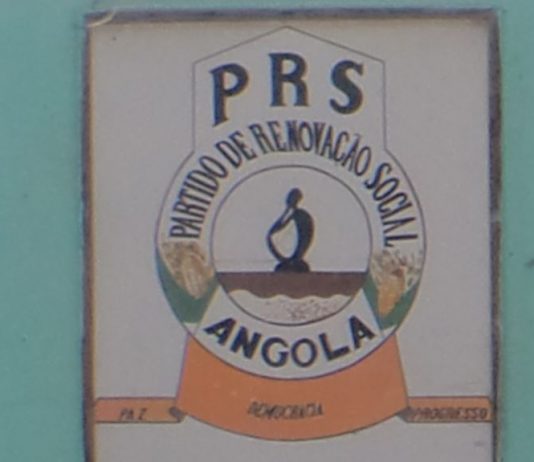 PRS
PARTIDO DE RENOVAÇÃO SOCIAL
ANGOLA
PAZ
DEMOCRACIA
PROGRESSO